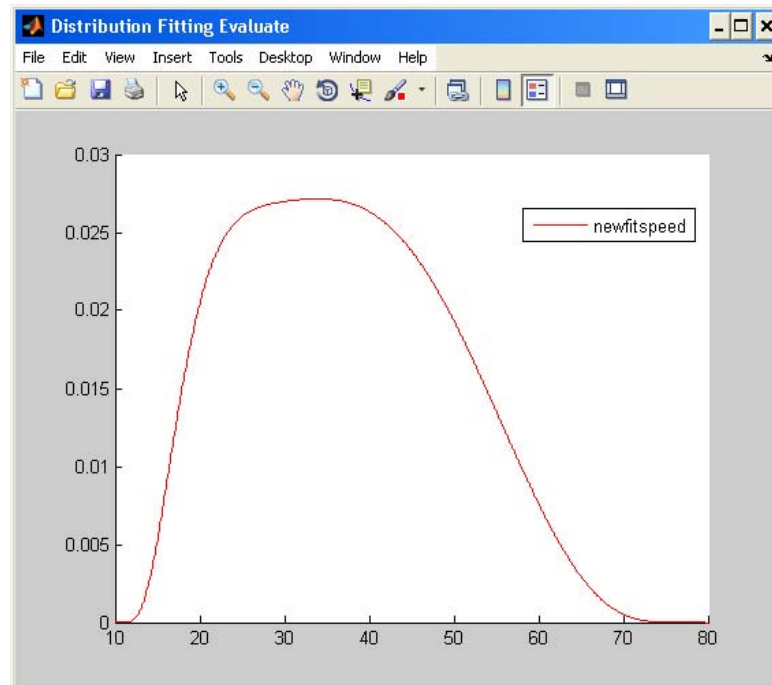 Distribution Fitting Evaluate
File Edit View Insert Tools Desktop Window Help
0.03
newfitspeed
0.025
0.02
0.015
0.01
0.005
0
10 20 30 40 50 60 70 80